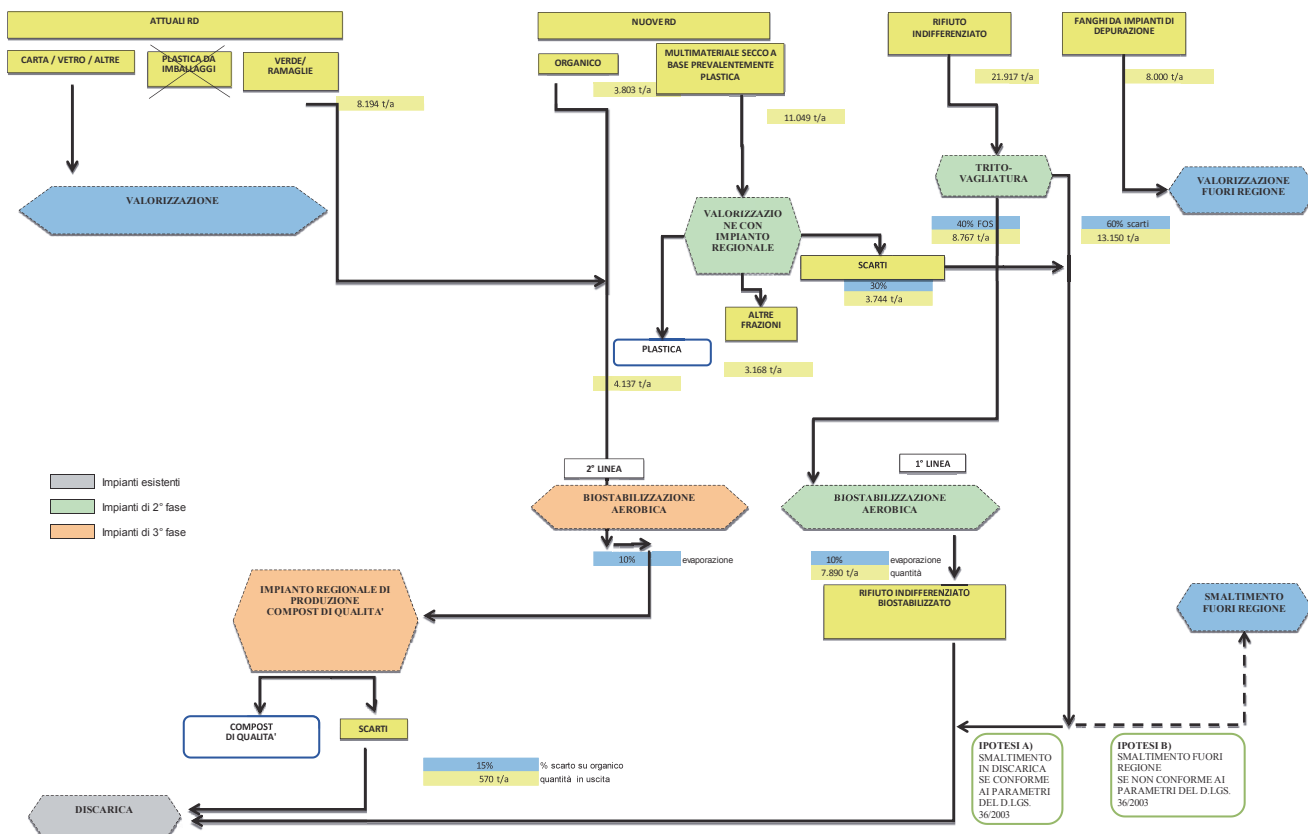 ATTUALI RD
NUOVE RD
RIFIUTO
INDIFFERENZIATO
FANGHI DA IMPIANTI DI
DEPURAZIONE
CARTA / VETRO / ALTRE
PLASTICA DA
IMBALLAGGI
VERDE/
RAMAGLIE
ORGANICO
MULTIMATERIALE SECCO A
BASE PREVALENTEMENTE
PLASTICA
8.194 t/a
3.803 t/a
11.049 t/a
21.917 t/a
8.000 t/a
VALORIZZAZIONE
VALORIZZAZIO
NE CON
IMPIANTO
REGIONALE
TRITO-
VAGLIATURA
VALORIZZAZIONE
FUORI REGIONE
40% FOS
8.767 t/a
60% scarti
13.150 t/a
SCARTI
30%
3.744 t/a
ALTRE
FRAZIONI
PLASTICA
3.168 t/a
4.137 t/a
2° LINEA
1° LINEA
Impianti esistenti
Impianti di 2° fase
Impianti di 3° fase
BIOSTABILIZZAZIONE
AEROBICA
BIOSTABILIZZAZIONE
AEROBICA
10% evaporazione
10% evaporazione
7.890 t/a quantità
IMPIANTO REGIONALE DI
PRODUZIONE
COMPOST DI QUALITA'
RIFIUTO INDIFFERENZIATO
BIOSTABILIZZATO
SMALTIMENTO
FUORI REGIONE
COMPOST
DI QUALITA'
SCARTI
15% % scarto su organico
570 t/a quantità in uscita
IPOTESI A)
SMALTIMENTO
IN DISCARICA
SE CONFORME
AI PARAMETRI
DEL D.LGS.
36/2003
IPOTESI B)
SMALTIMENTO FUORI
REGIONE
SE NON CONFORME AI
PARAMETRI DEL D.LGS.
36/2003
DISCARICA